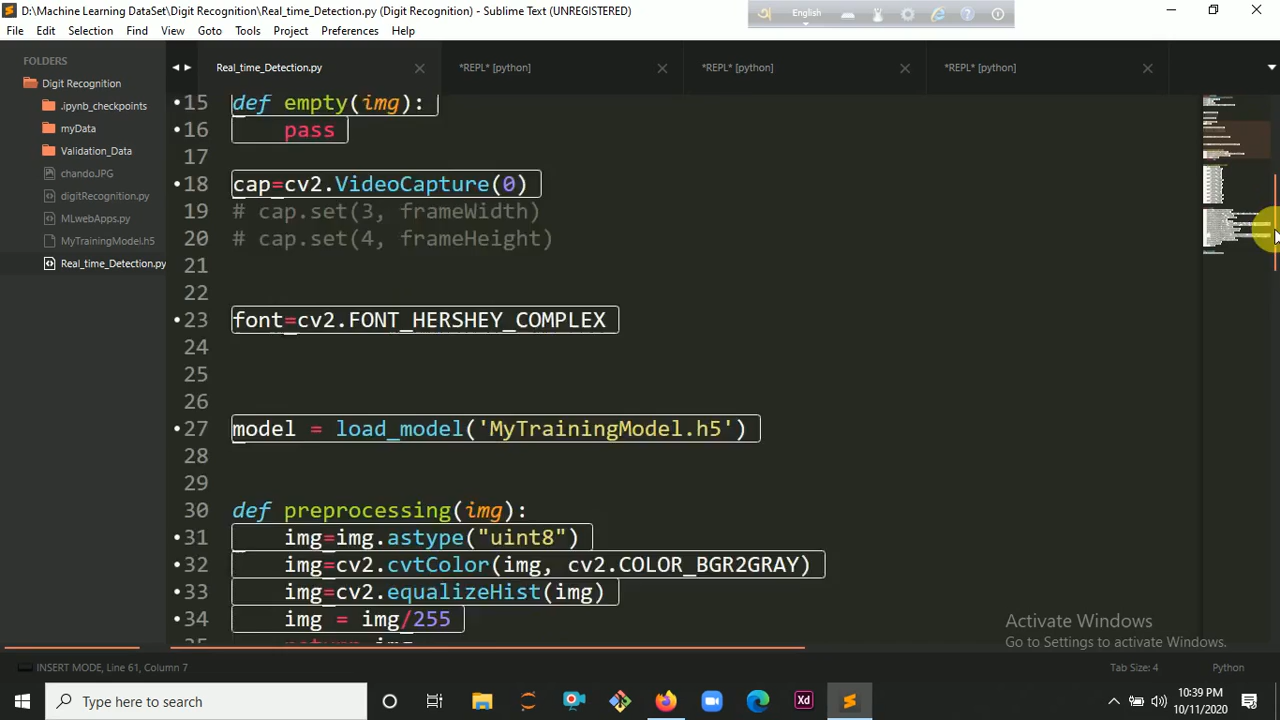 D:\Machine Learning DataSet\Digit Recognition\Real_time_Detection.py (Digit Recognition) - Sublime Text (UNREGISTERED)
English
File Edit Selection Find View Goto Tools Project Preferences Help
FOLDERS
Digit Recognition
.ipynb_checkpoints
myData
Validation_Data
chando.JPG
digitRecognition.py
MLwebApps.py
MyTrainingModel.h5
Real_time_Detection.py
Real_time_Detection.py *REPL* [python] *REPL* [python] *REPL* [python]
15 def empty(img):
16 pass
17
18 cap=cv2.VideoCapture(0)
19 # cap.set(3, frameWidth)
20 # cap.set(4, frameHeight)
21
22
23 font=cv2.FONT_HERSHEY_COMPLEX
24
25
26
27 model = load_model('MyTrainingModel.h5')
28
29
30 def preprocessing(img):
31 img=img.astype("uint8")
32 img=cv2.cvtColor(img, cv2.COLOR_BGR2GRAY)
33 img=cv2.equalizeHist(img)
34 img = img/255
35 return img
Activate Windows
Go to Settings to activate Windows.
INSERT MODE, Line 61, Column 7 Tab Size: 4 Python
Type here to search
Xd
10:39 PM
10/11/2020